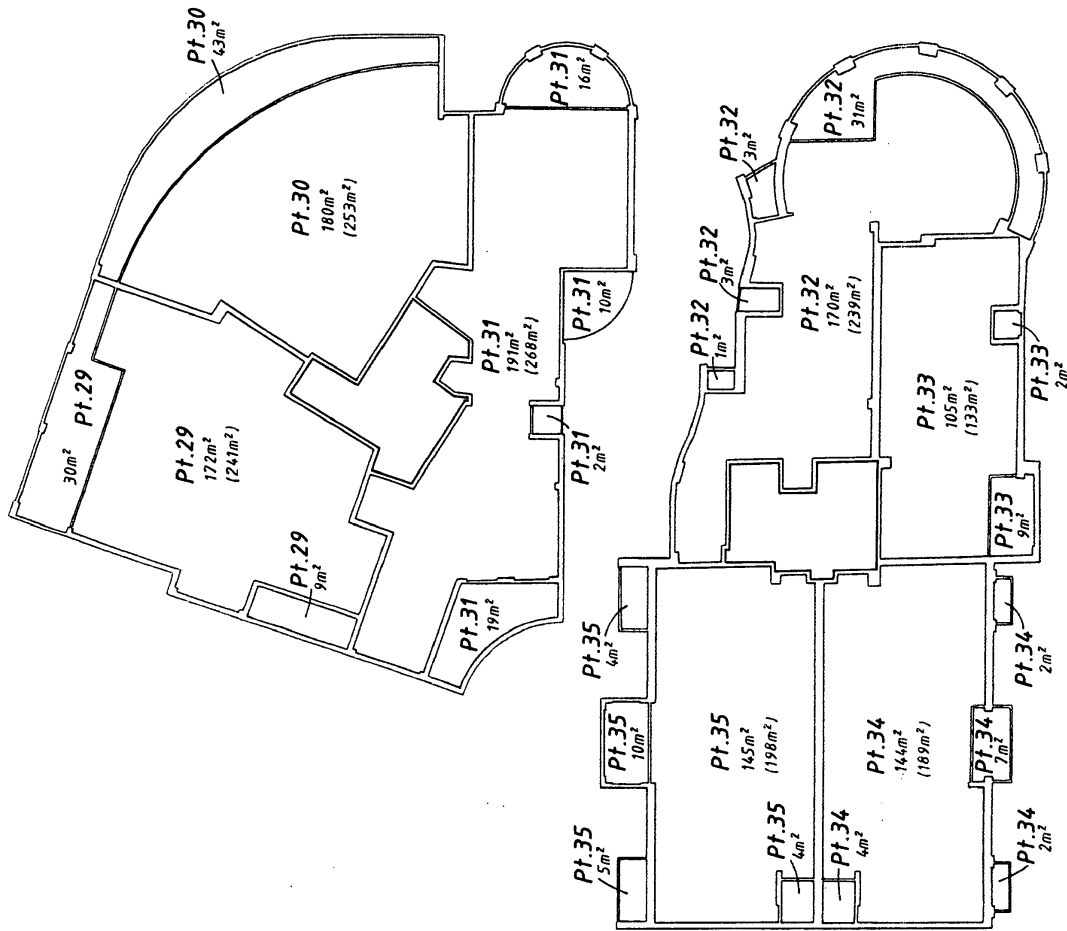 Pt.30
43m²
Pt.31
16m²
Pt.30
180m²
(253m²)
Pt.29
30m²
Pt.29
172m²
(241m²)
Pt.29
9m²
Pt.31
191m²
(268m²)
Pt.31
10m²
Pt.31
2m²
Pt.31
19m²
Pt.32
31m²
Pt.32
3m²
Pt.32
3m²
Pt.32
1m²
Pt.32
170m²
(239m²)
Pt.33
105m²
(133m²)
Pt.33
2m²
Pt.33
9m²
Pt.35
4m²
Pt.35
10m²
Pt.35
5m²
Pt.35
145m²
(198m²)
Pt.35
4m²
Pt.34
4m²
Pt.34
144m²
(189m²)
Pt.34
2m²
Pt.34
7m²
Pt.34
2m²